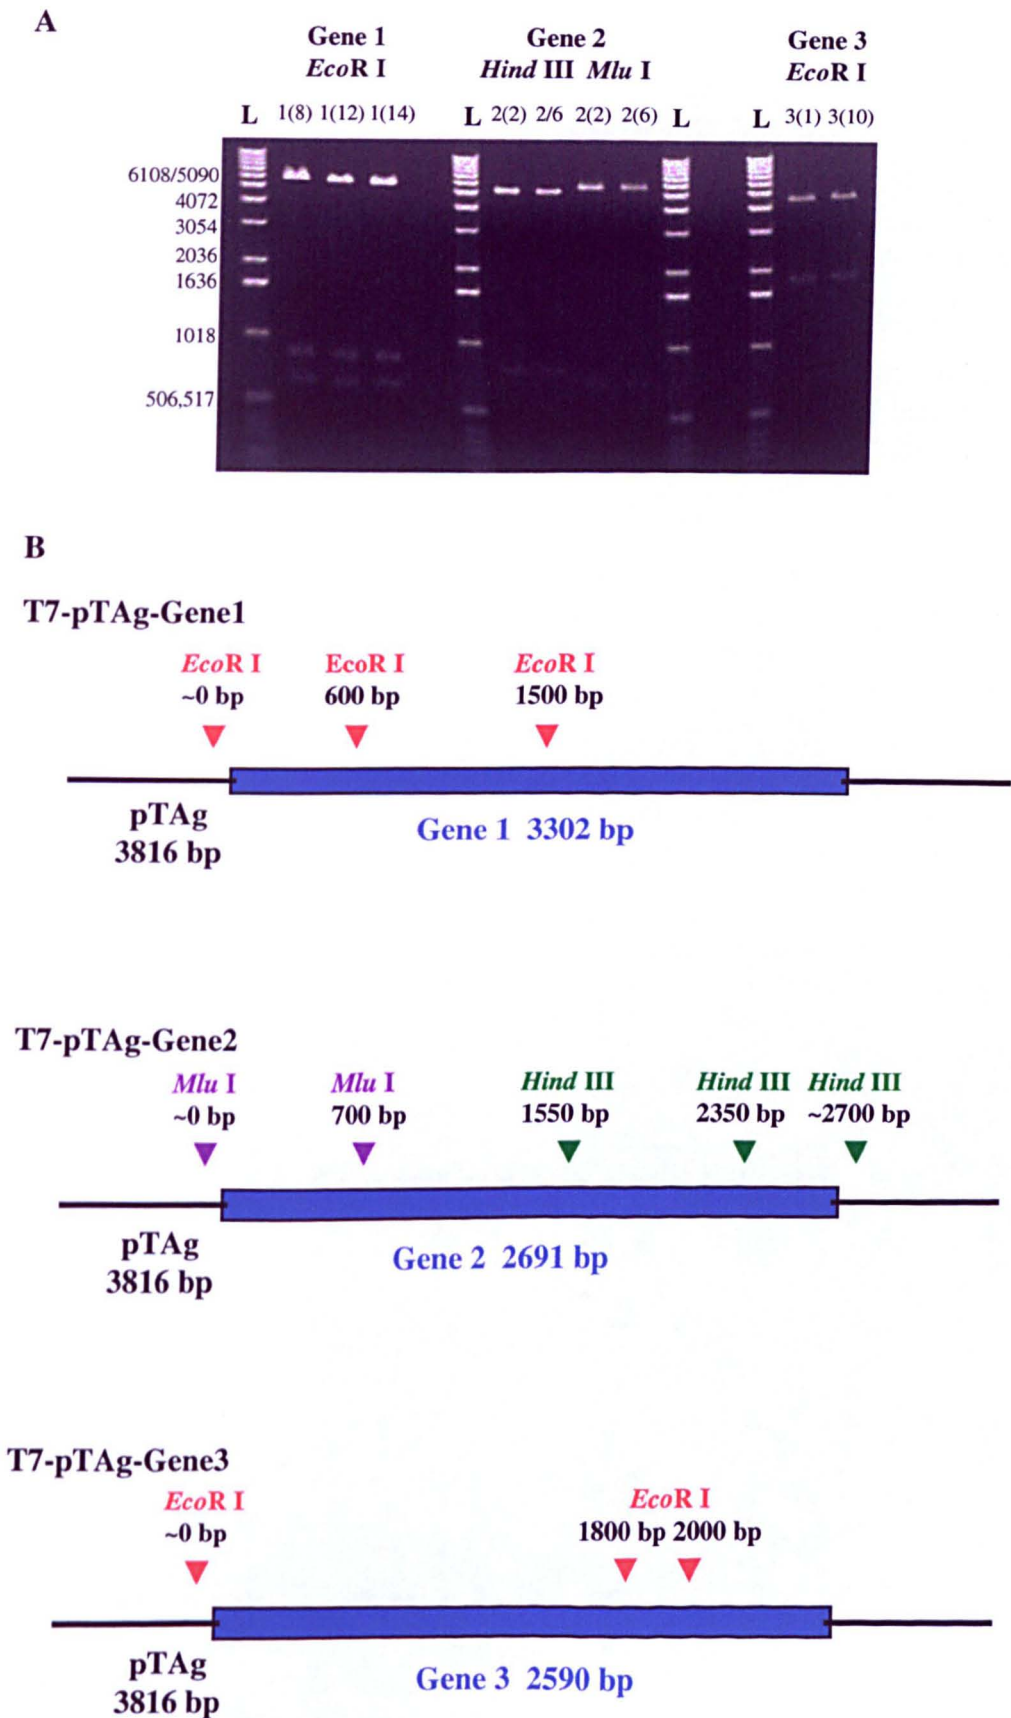 A
Gene 1
EcoR I
Gene 2
Hind III Mlu I
Gene 3
EcoR I
L 1(8) 1(12) 1(14) L 2(2) 2/6 2(2) 2(6) L L 3(1) 3(10)
6108/5090
4072
3054
2036
1636
1018
506,517
B
T7-pTAg-Gene1
EcoR I EcoR I EcoR I
~0 bp 600 bp 1500 bp
pTAg
3816 bp
Gene 1 3302 bp
T7-pTAg-Gene2
Mlu I Mlu I Hind III Hind III Hind III
~0 bp 700 bp 1550 bp 2350 bp ~2700 bp
pTAg
3816 bp
Gene 2 2691 bp
T7-pTAg-Gene3
EcoR I EcoR I
~0 bp 1800 bp 2000 bp
pTAg
3816 bp
Gene 3 2590 bp